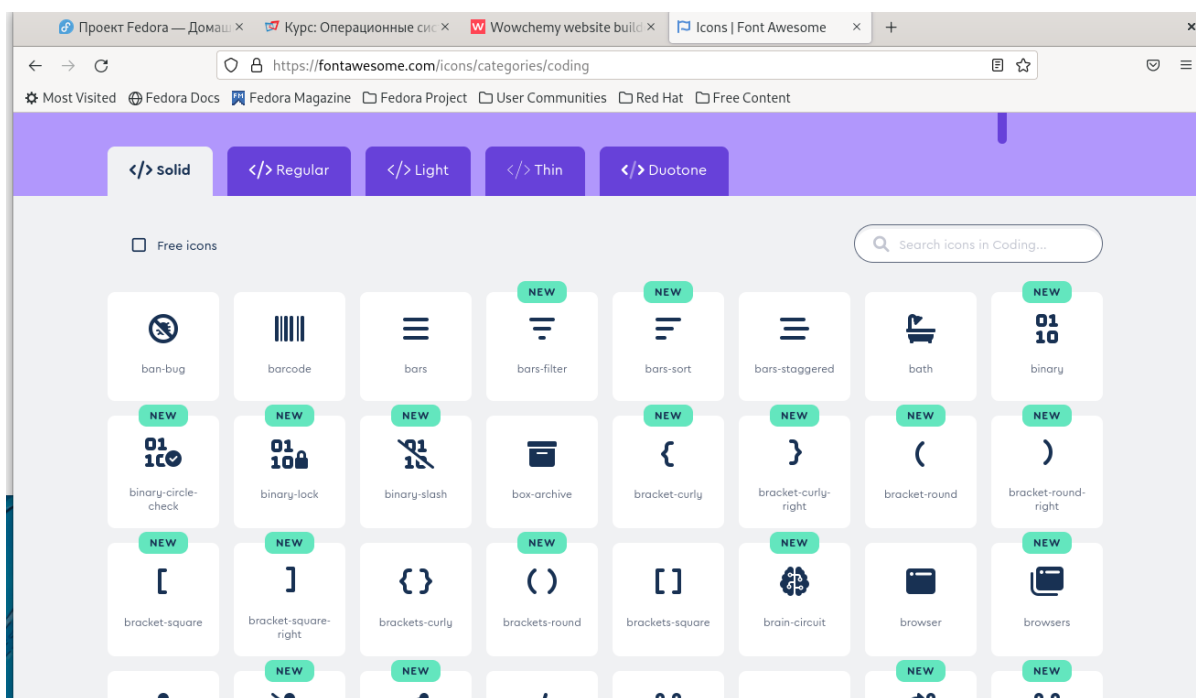 Проект Fedora — Домаш
Курс: Операционные сис
Wowchemy website build
Icons | Font Awesome
https://fontawesome.com/icons/categories/coding
Most Visited
Fedora Docs
Fedora Magazine
Fedora Project
User Communities
Red Hat
Free Content
</> Solid
</> Regular
</> Light
</> Thin
</> Duotone
Free icons
Search icons in Coding...
NEW
NEW
NEW
01
10
ban-bug
barcode
bars
bars-filter
bars-sort
bars-staggered
bath
binary
NEW
NEW
NEW
NEW
NEW
NEW
NEW
{
}
(
)
binary-circle-
check
binary-lock
binary-slash
box-archive
bracket-curly
bracket-curly-
right
bracket-round
bracket-round-
right
NEW
NEW
NEW
NEW
NEW
[
]
{ }
( )
[ ]
bracket-square
bracket-square-
right
brackets-curly
brackets-round
brackets-square
brain-circuit
browser
browsers
NEW
NEW
NEW
NEW